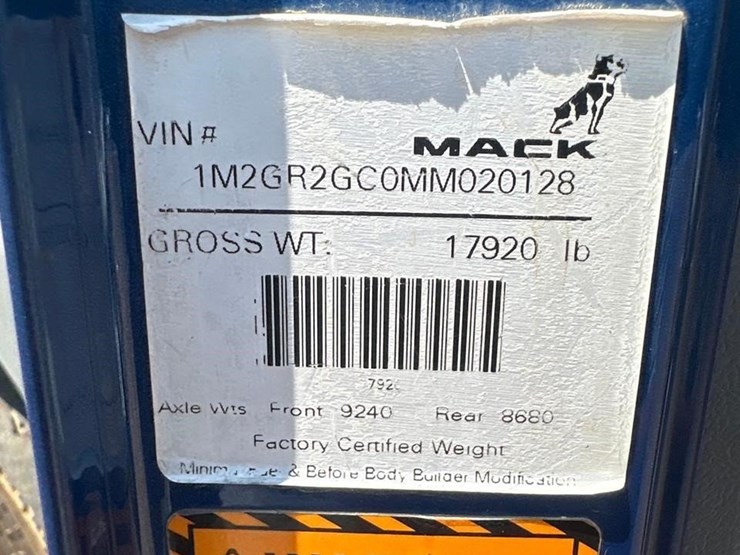 VIN #
MACK
1M2GR2GC0MM020128
GROSS WT: 17920 lb
792
Axle Wts Front 9240 Rear 8680
Factory Certified Weight
& Before Body Builder Modification